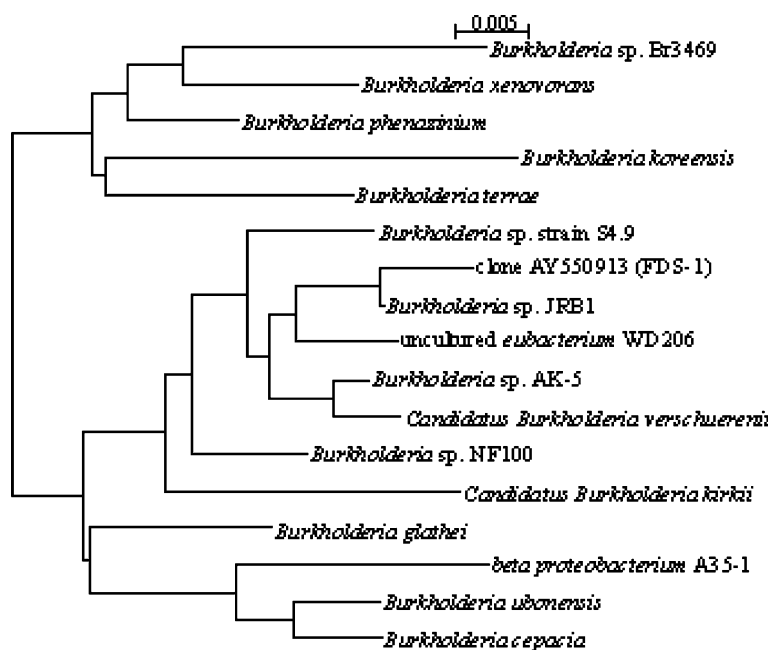 0.005
Burkholderia sp. Br3469
Burkholderia xenovorans
Burkholderia phenazinium
Burkholderia koreensis
Burkholderia terrae
Burkholderia sp. strain S4.9
clone AY550913 (FDS-1)
Burkholderia sp. JRB1
uncultured eubacterium WD206
Burkholderia sp. AK-5
Candidatus Burkholderia verschuerenii
Burkholderia sp. NF100
Candidatus Burkholderia kirkii
Burkholderia glathei
beta proteobacterium A35-1
Burkholderia ubonensis
Burkholderia cepacia